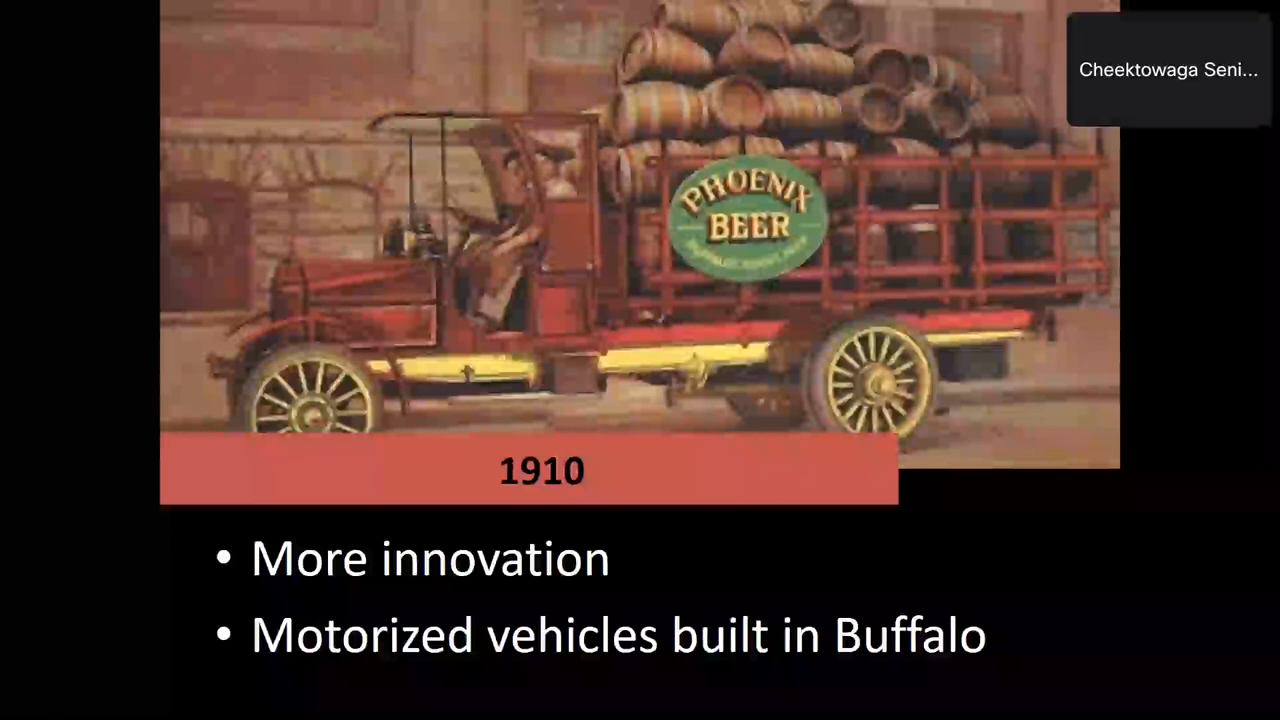 Cheektowaga Seni...
PHOENIX
BEER
1910
• More innovation
• Motorized vehicles built in Buffalo